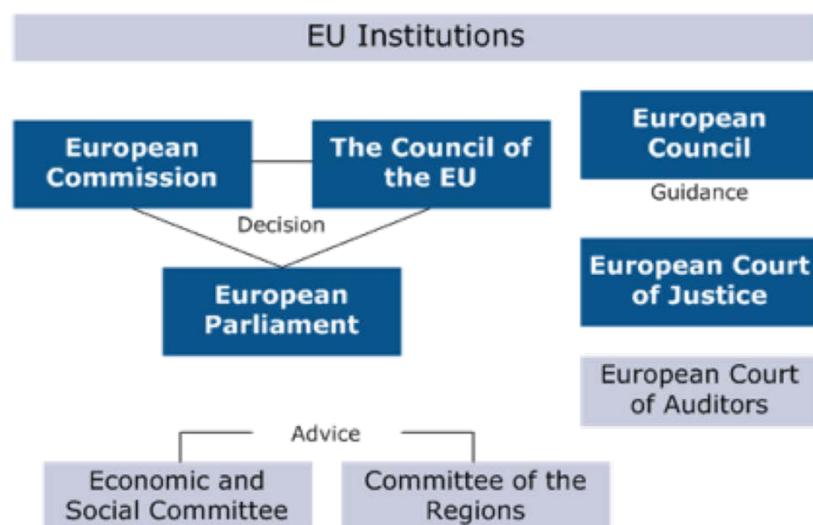 EU Institutions
European
Commission
The Council of
the EU
Decision
European
Parliament
European
Council
Guidance
European Court
of Justice
European Court
of Auditors
Advice
Economic and
Social Committee
Committee of the
Regions